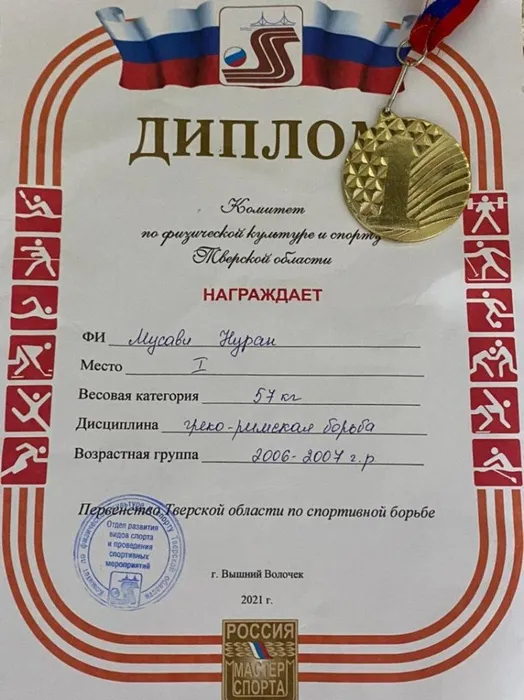 ДИПЛОМ
1
Комитет
по физической культуре и спорту
Тверской области
НАГРАЖДАЕТ
ФИ Мусави Нуран
Место I
Весовая категория 57 кг
Дисциплина греко-римская борьба
Возрастная группа 2006-2007 г.р
Первенство Тверской области по спортивной борьбе
Отдел развития
видов спорта
и проведения
спортивных
мероприятий
г. Вышний Волочек
2021 г.
РОССИЯ
МАСТЕР
СПОРТА